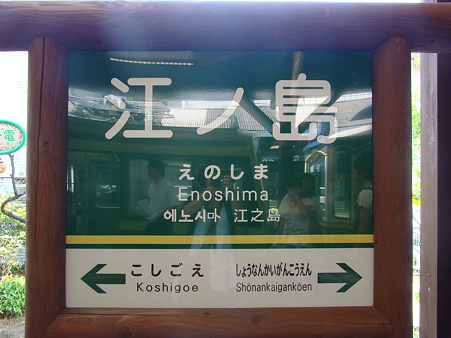 江ノ島
えのしま
Enoshima
에노시마 江之島
こしごえ
Koshigoe
しょうなんかいがんこうえん
Shōnankaigankōen
電